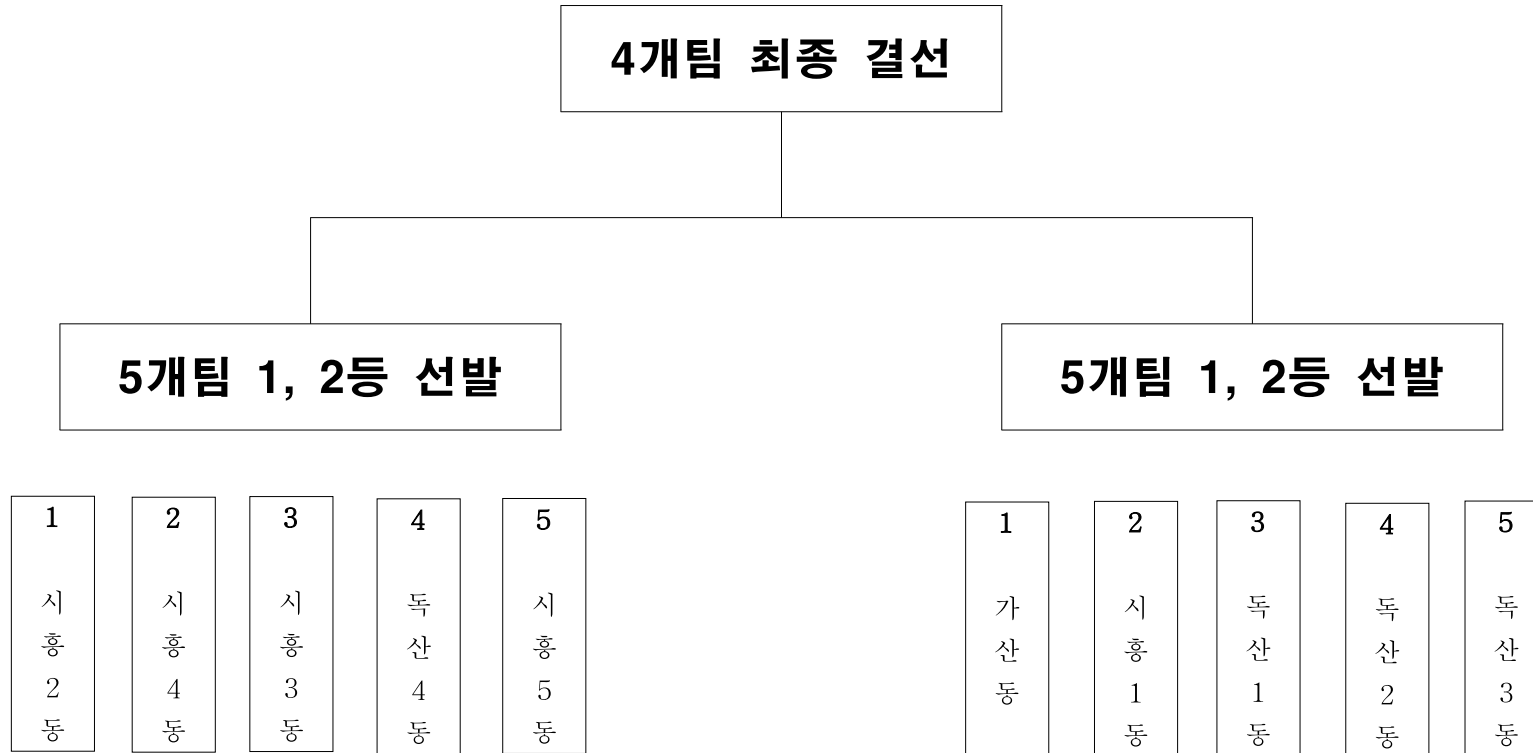 4개팀 최종 결선
5개팀 1, 2등 선발
5개팀 1, 2등 선발
1
시흥2동
2
시흥4동
3
시흥3동
4
독산4동
5
시흥5동
1
가산동
2
시흥1동
3
독산1동
4
독산2동
5
독산3동